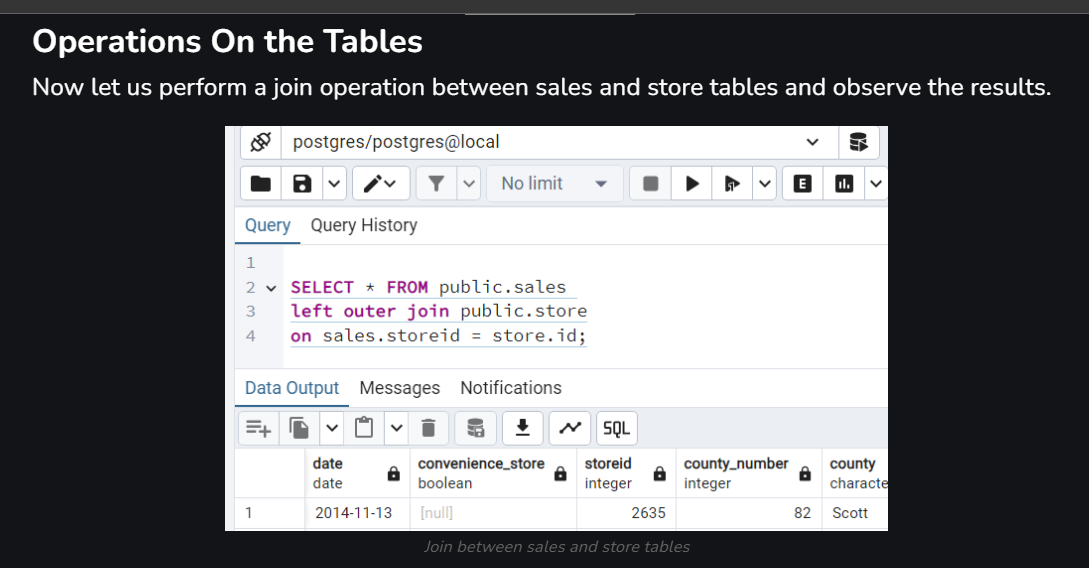 Operations On the Tables
Now let us perform a join operation between sales and store tables and observe the results.
postgres/postgres@local
No limit
E
Query Query History
1
2 SELECT * FROM public.sales
3 left outer join public.store
4 on sales.storeid = store.id;
Data Output Messages Notifications
SQL
date convenience_store storeid county_number county
date boolean integer integer characte
1 2014-11-13 [null] 2635 82 Scott
Join between sales and store tables